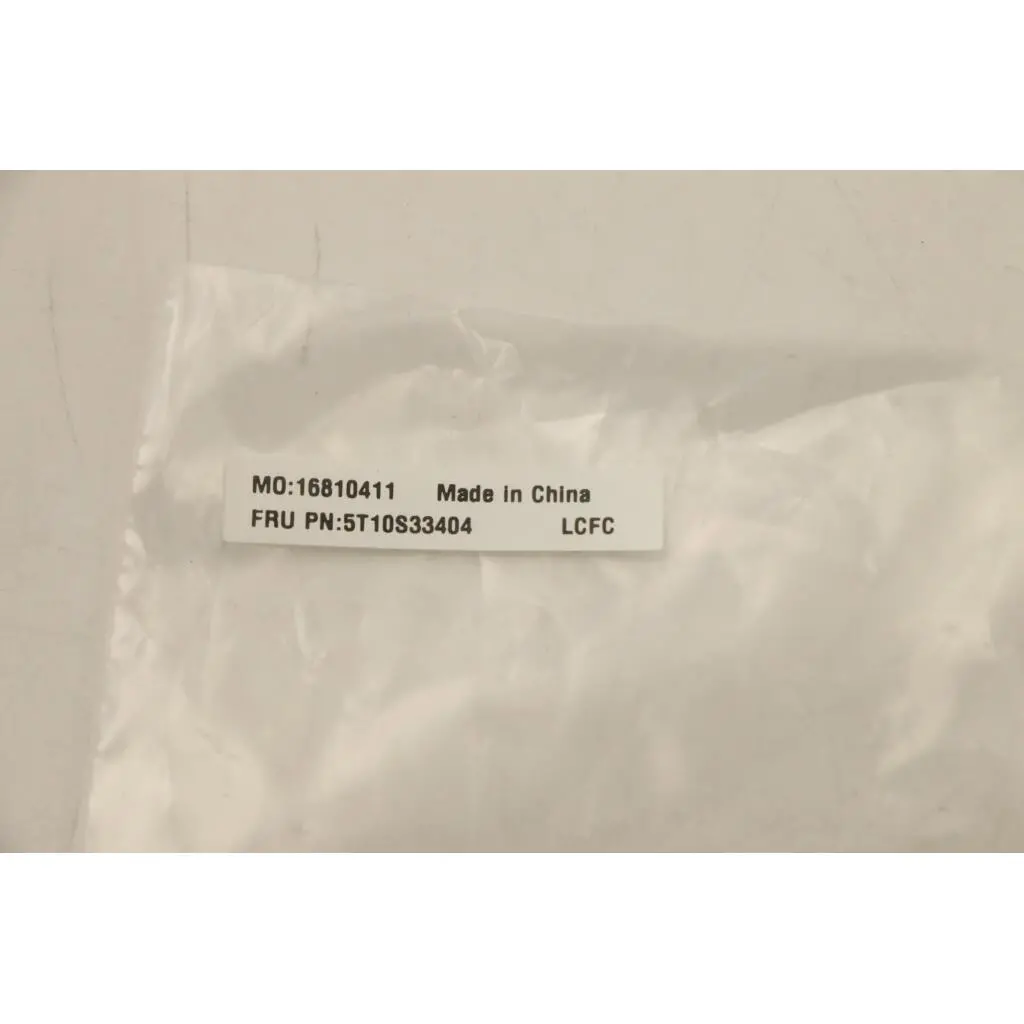 MO:16810411 Made in China
FRU PN:5T10S33404 LCFC